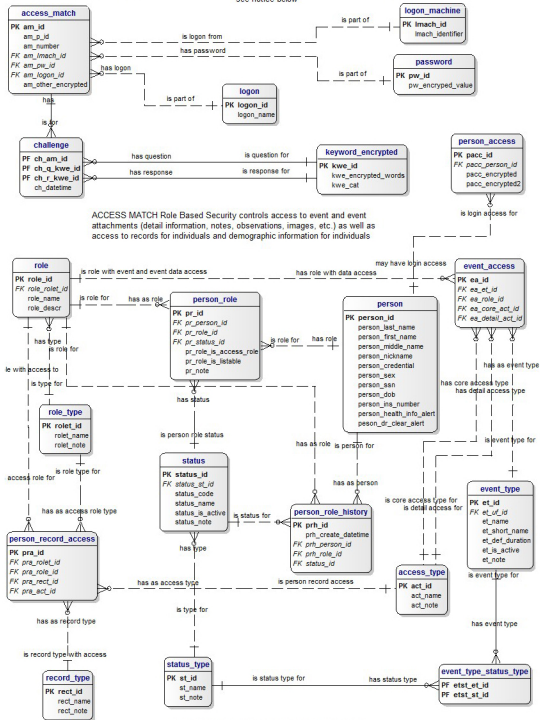 see notice below
access_match
PK am_id
am_p_id
am_number
FK am_lmach_id
FK am_pw_id
FK am_logon_id
am_other_encrypted
logon_machine
PK lmach_id
lmach_identifier
is part of
is logon from
has password
has logon
is part of
password
PK pw_id
pw_encryped_value
is part of
logon
PK logon_id
logon_name
has
is for
challenge
PF ch_am_id
PF ch_q_kwe_id
PF ch_r_kwe_id
ch_datetime
has question
is question for
has response
is response for
keyword_encrypted
PK kwe_id
kwe_encrypted_words
kwe_cat
person_access
PK pacc_id
FK pacc_person_id
pacc_encrypted
pacc_encrypted2
is login access for
ACCESS MATCH Role Based Security controls access to event and event
attachments (detail information, notes, observations, images, etc.) as well as
access to records for individuals and demographic information for individuals
may have login access
role
PK role_id
FK role_rolet_id
role_name
role_descr
is role with event and event data access
has role with data access
is role for
has as role
event_access
PK ea_id
FK ea_et_id
FK ea_role_id
FK ea_core_act_id
FK ea_detail_act_id
person_role
PK pr_id
FK pr_person_id
FK pr_role_id
FK pr_status_id
pr_role_is_access_role
pr_role_is_listable
pr_note
is role for
has role
person
PK person_id
person_last_name
person_first_name
person_middle_name
person_nickname
person_credential
person_sex
person_ssn
person_dob
person_ins_number
person_health_info_alert
peson_dr_clear_alert
has type
is role for
le with access to
is type for
has as event type
has core access type
has detail access type
has status
role_type
PK rolet_id
rolet_name
rolet_note
is person role status
has as role
is person for
is event type for
status
PK status_id
FK status_st_id
status_code
status_name
status_is_active
status_note
is role type for
access role for
has as person
is core access type for
is detail access for
event_type
PK et_id
FK et_uf_id
et_name
et_short_name
et_def_duration
et_is_active
et_note
has as access role type
is status for
person_role_history
PK prh_id
prh_create_datetime
FK prh_person_id
FK prh_role_id
FK status_id
person_record_access
PK pra_id
FK pra_rolet_id
FK pra_role_id
FK pra_rect_id
FK pra_act_id
has type
has as access type
is person record access
access_type
PK act_id
act_name
act_note
is event type for
has as record type
is type for
has event type
is record type with access
record_type
PK rect_id
rect_name
rect_note
status_type
PK st_id
st_name
st_note
is status type for
has status type
event_type_status_type
PF etst_et_id
PF etst_st_id